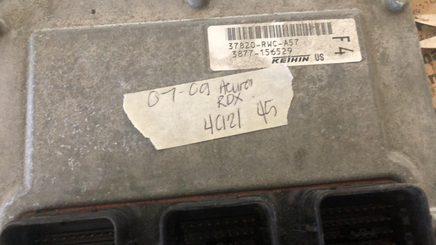 37820-RWC-A57
3877-156529
KEIHIN US
F4
07-09 Acura
RDX
4121 45